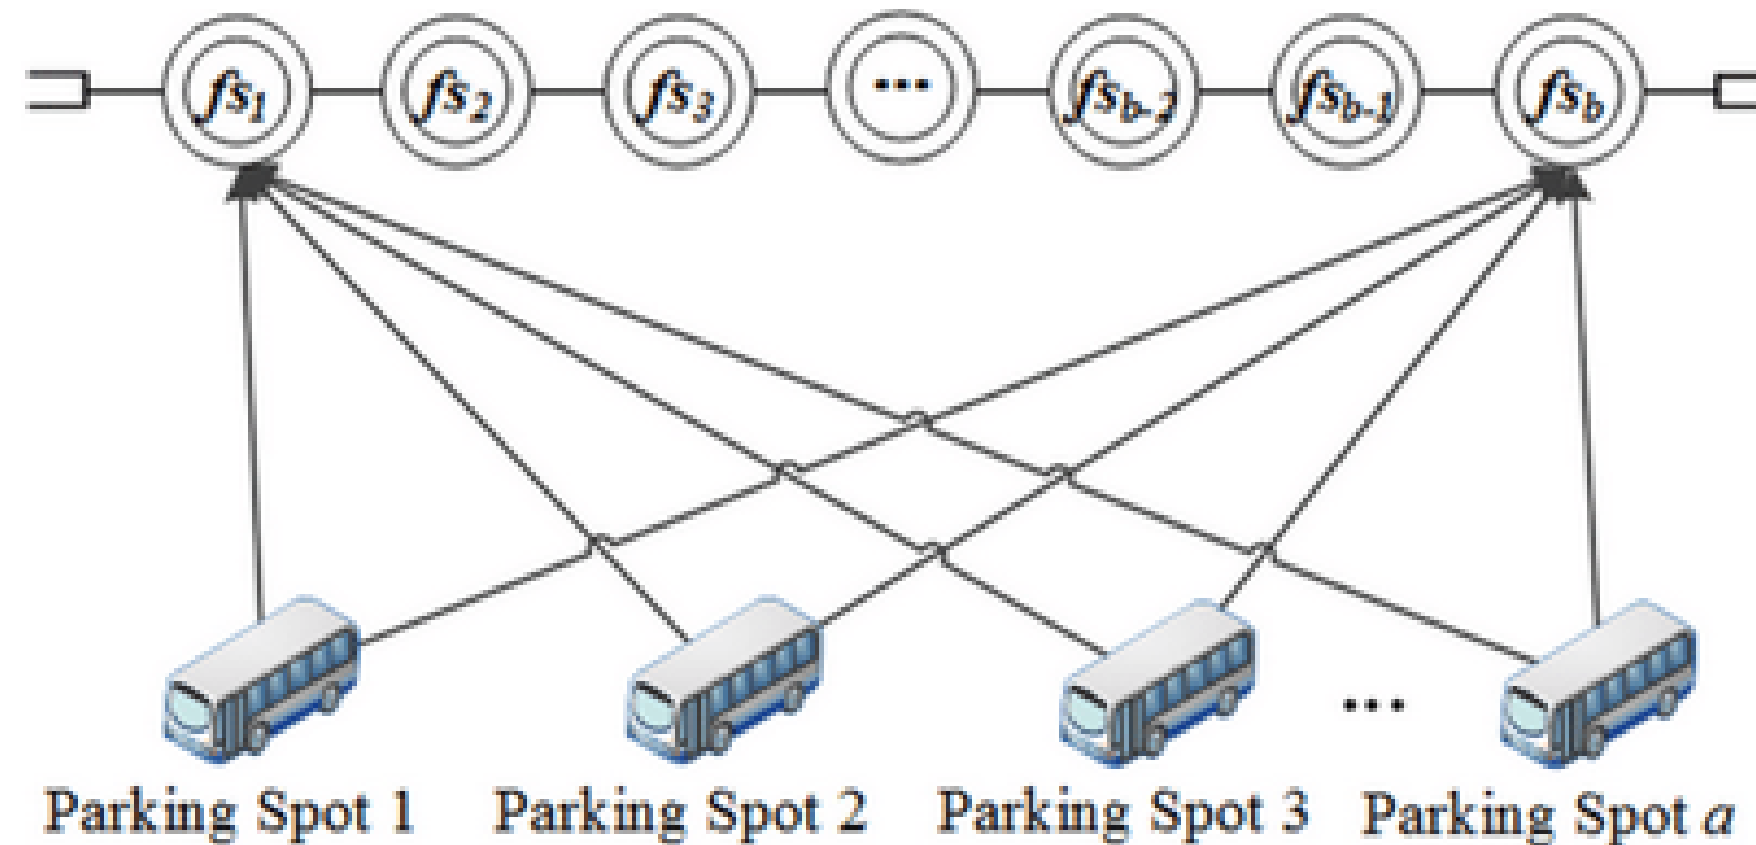 fs1 fs2 fs3 ... fsb-2 fsb-1 fsb
...
Parking Spot 1 Parking Spot 2 Parking Spot 3 Parking Spot a